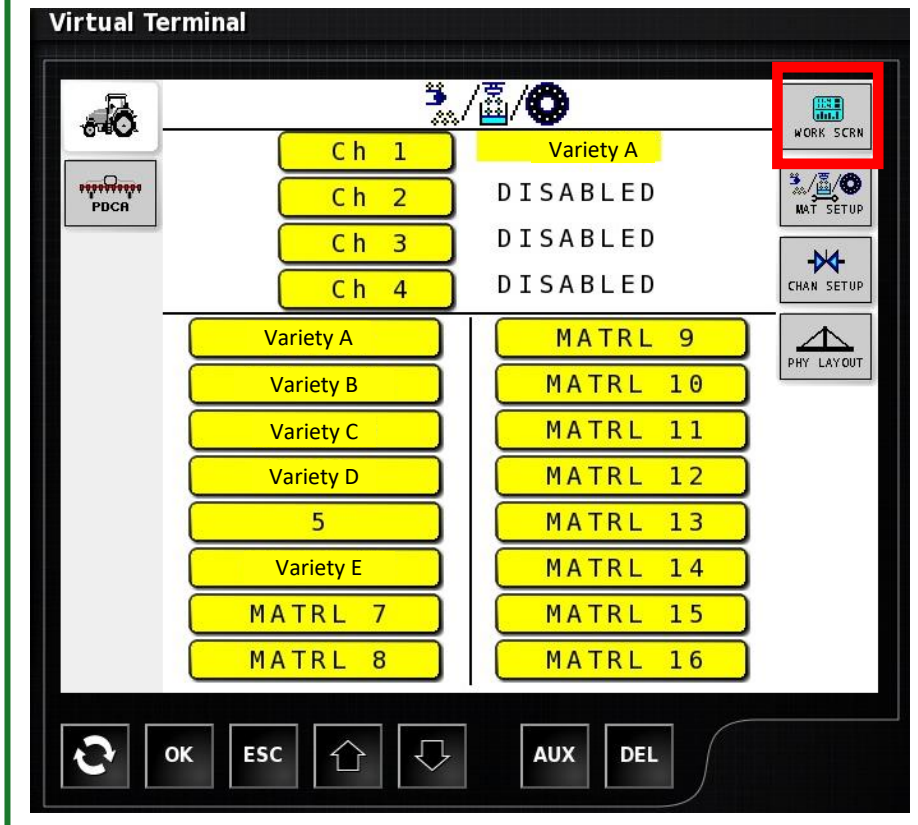 Virtual Terminal
WORK SCRN
Ch 1 Variety A
PDCA
Ch 2 DISABLED
MAT SETUP
Ch 3 DISABLED
Ch 4 DISABLED
CHAN SETUP
Variety A MATRL 9
PHY LAYOUT
Variety B MATRL 10
Variety C MATRL 11
Variety D MATRL 12
5 MATRL 13
Variety E MATRL 14
MATRL 7 MATRL 15
MATRL 8 MATRL 16
OK ESC AUX DEL